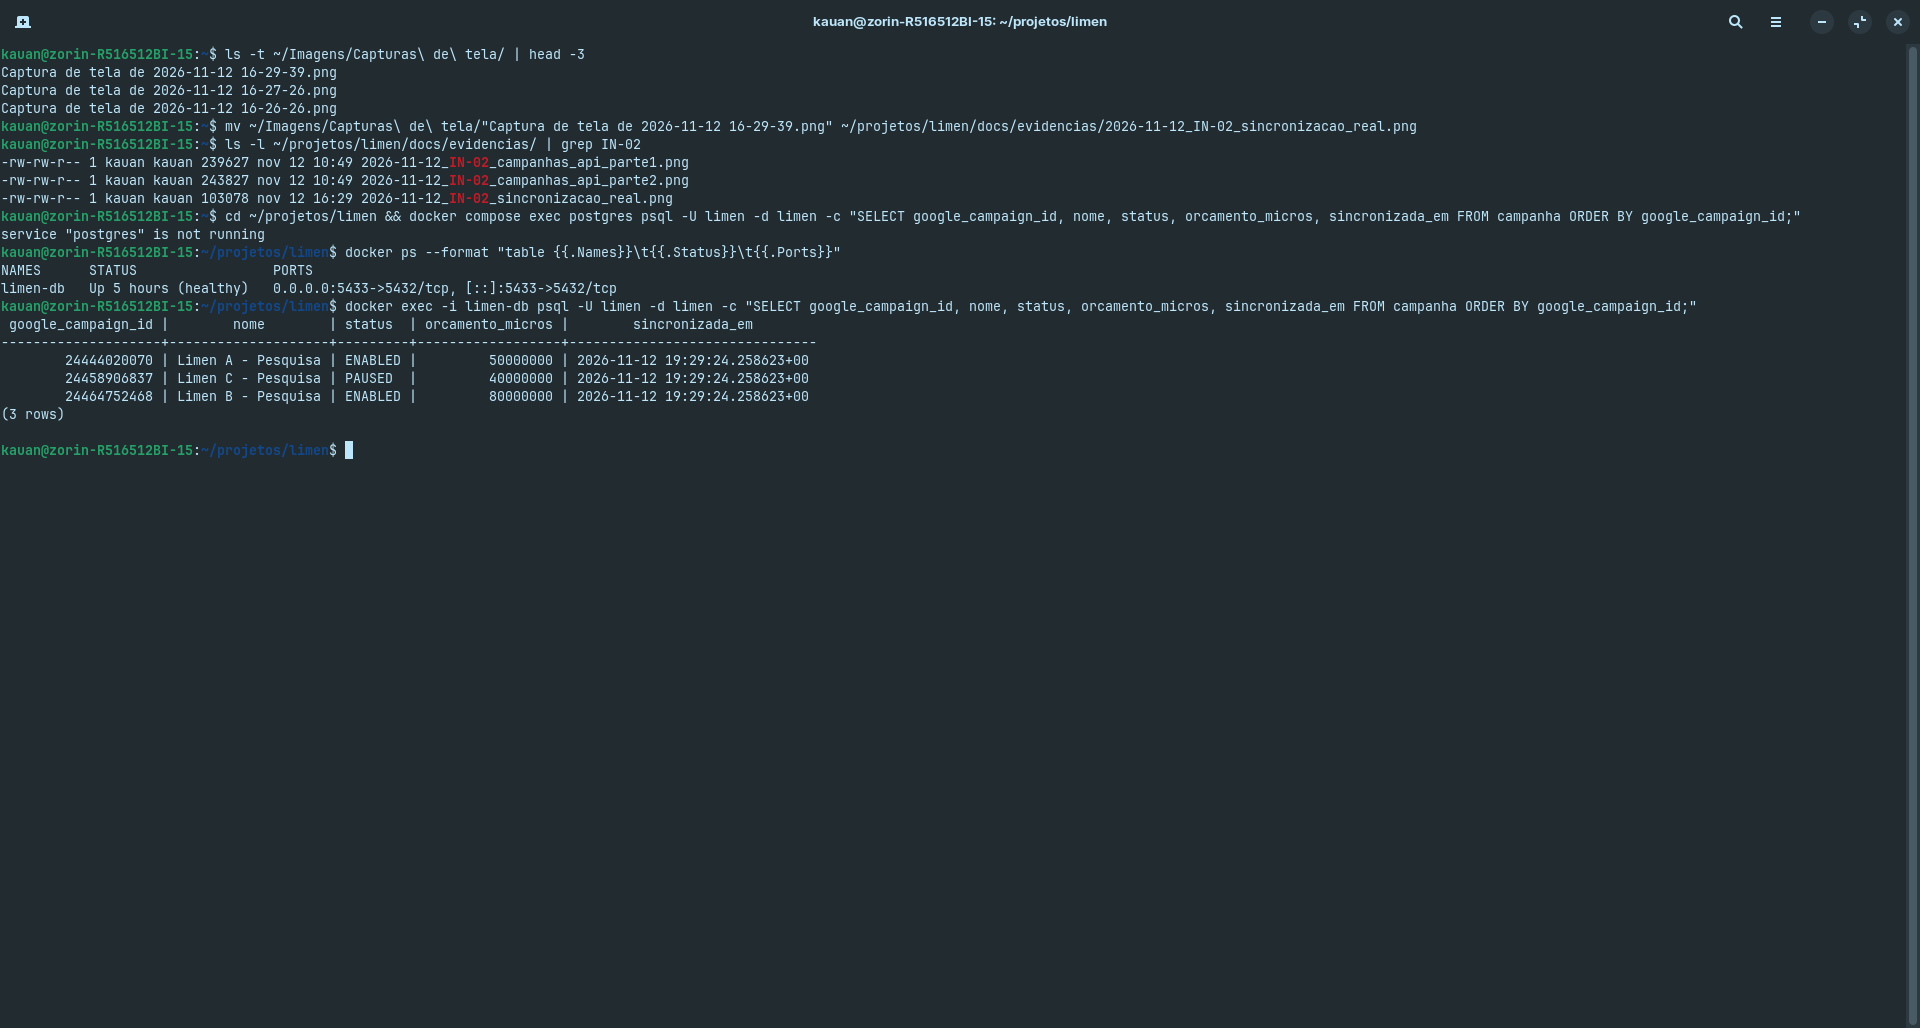 kauan@zorin-R516512BI-15: ~/projetos/limen
kauan@zorin-R516512BI-15:~$ ls -t ~/Imagens/Capturas\ de\ tela/ | head -3
Captura de tela de 2026-11-12 16-29-39.png
Captura de tela de 2026-11-12 16-27-26.png
Captura de tela de 2026-11-12 16-26-26.png
kauan@zorin-R516512BI-15:~$ mv ~/Imagens/Capturas\ de\ tela/"Captura de tela de 2026-11-12 16-29-39.png" ~/projetos/limen/docs/evidencias/2026-11-12_IN-02_sincronizacao_real.png
kauan@zorin-R516512BI-15:~$ ls -l ~/projetos/limen/docs/evidencias/ | grep IN-02
-rw-rw-r-- 1 kauan kauan 239627 nov 12 10:49 2026-11-12_IN-02_campanhas_api_parte1.png
-rw-rw-r-- 1 kauan kauan 243827 nov 12 10:49 2026-11-12_IN-02_campanhas_api_parte2.png
-rw-rw-r-- 1 kauan kauan 103078 nov 12 16:29 2026-11-12_IN-02_sincronizacao_real.png
kauan@zorin-R516512BI-15:~$ cd ~/projetos/limen && docker compose exec postgres psql -U limen -d limen -c "SELECT google_campaign_id, nome, status, orcamento_micros, sincronizada_em FROM campanha ORDER BY google_campaign_id;"
service "postgres" is not running
kauan@zorin-R516512BI-15:~/projetos/limen$ docker ps --format "table {{.Names}}\t{{.Status}}\t{{.Ports}}"
NAMES      STATUS                 PORTS
limen-db   Up 5 hours (healthy)   0.0.0.0:5433->5432/tcp, [::]:5433->5432/tcp
kauan@zorin-R516512BI-15:~/projetos/limen$ docker exec -i limen-db psql -U limen -d limen -c "SELECT google_campaign_id, nome, status, orcamento_micros, sincronizada_em FROM campanha ORDER BY google_campaign_id;"
 google_campaign_id |        nome        | status  | orcamento_micros |        sincronizada_em
--------------------+--------------------+---------+------------------+-------------------------------
        24444020070 | Limen A - Pesquisa | ENABLED |         50000000 | 2026-11-12 19:29:24.258623+00
        24458906837 | Limen C - Pesquisa | PAUSED  |         40000000 | 2026-11-12 19:29:24.258623+00
        24464752468 | Limen B - Pesquisa | ENABLED |         80000000 | 2026-11-12 19:29:24.258623+00
(3 rows)
kauan@zorin-R516512BI-15:~/projetos/limen$